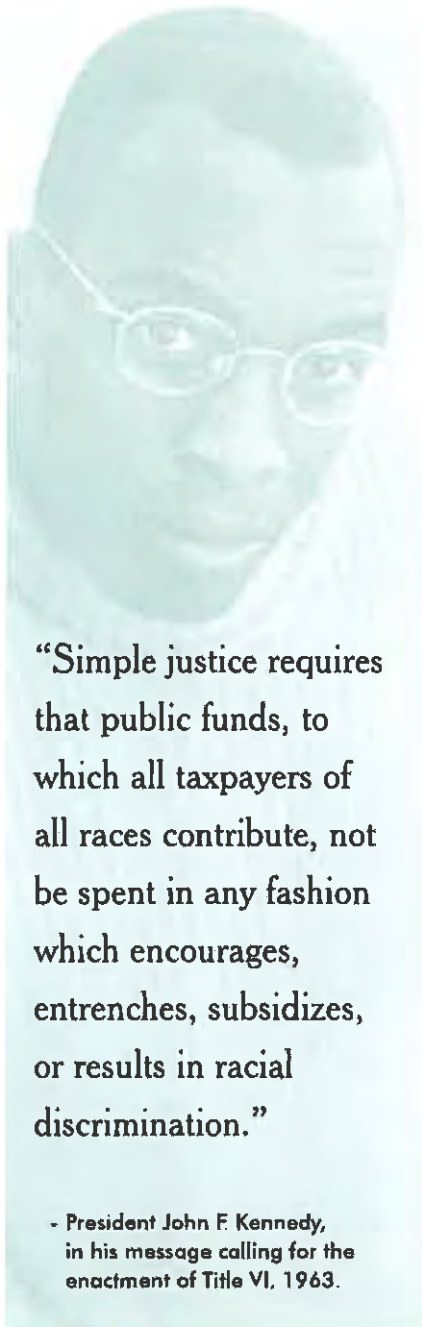 “Simple justice requires
that public funds, to
which all taxpayers of
all races contribute, not
be spent in any fashion
which encourages,
entrenches, subsidizes,
or results in racial
discrimination.”
- President John F. Kennedy,
in his message calling for the
enactment of Title VI, 1963.